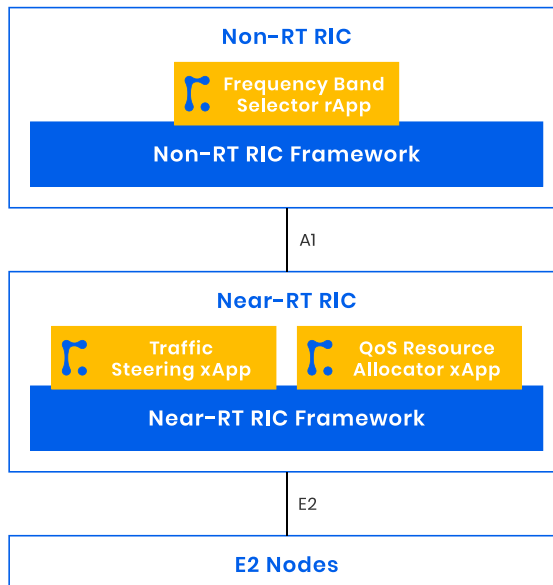 Non-RT RIC
Frequency Band
Selector rApp
Non-RT RIC Framework
A1
Near-RT RIC
Traffic
Steering xApp
QoS Resource
Allocator xApp
Near-RT RIC Framework
E2
E2 Nodes